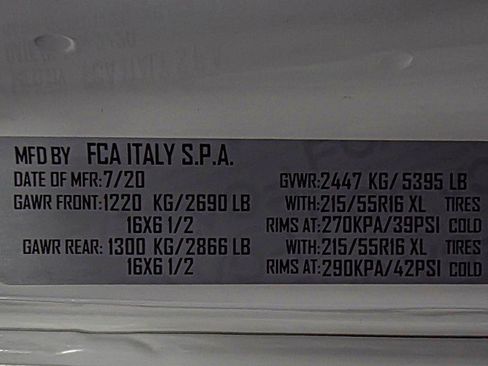 MFD BY FCA ITALY S.P.A.
DATE OF MFR:7/20 GVWR:2447 KG/5395 LB
GAWR FRONT:1220 KG/2690 LB WITH:215/55R16 XL TIRES
16X6 1/2 RIMS AT:270KPA/39PSI COLD
GAWR REAR:1300 KG/2866 LB WITH:215/55R16 XL TIRES
16X6 1/2 RIMS AT:290KPA/42PSI COLD